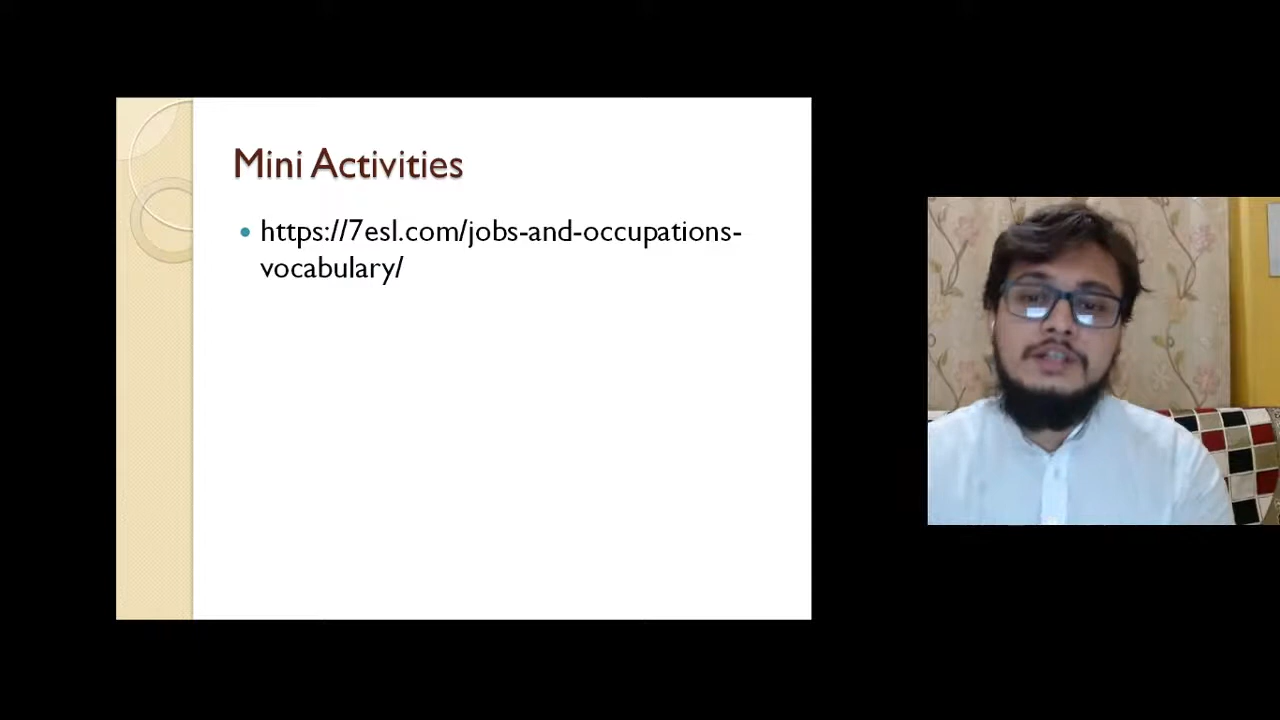 Mini Activities
• https://7esl.com/jobs-and-occupations-
vocabulary/